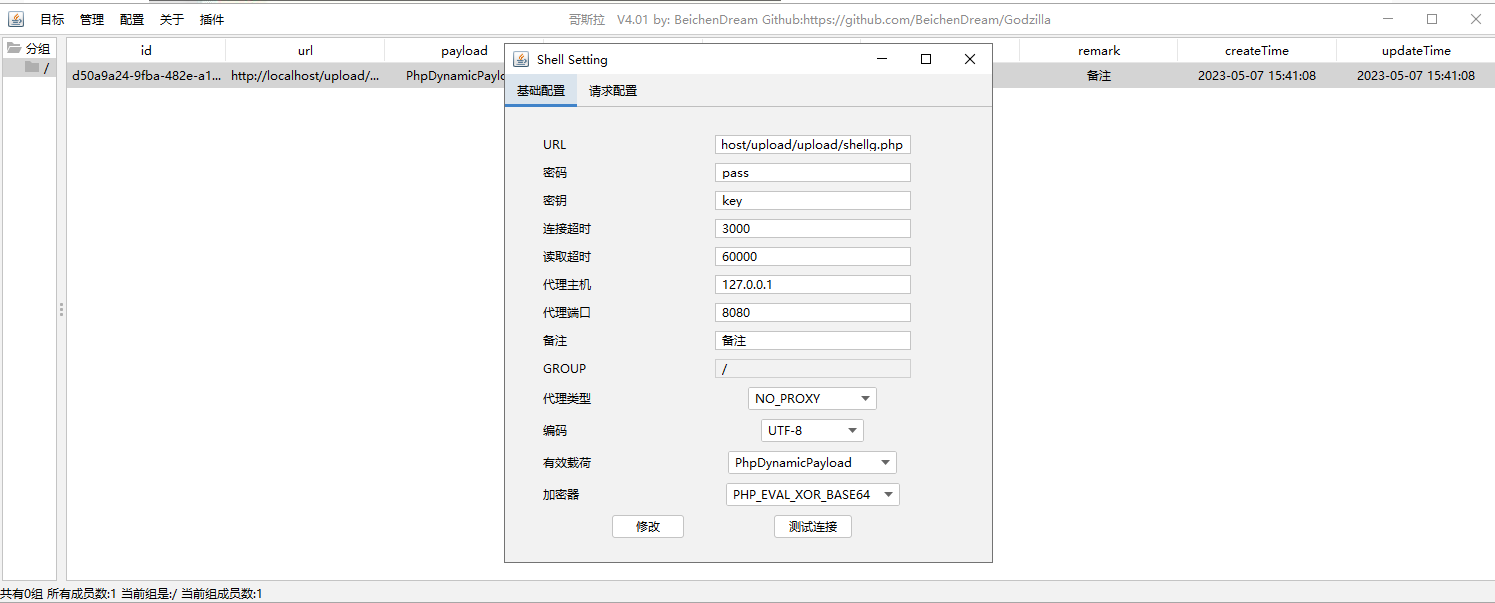 目标 管理 配置 关于 插件 哥斯拉 V4.01 by: BeichenDream Github:https://github.com/BeichenDream/Godzilla
分组
/
id url payload remark createTime updateTime
d50a9a24-9fba-482e-a1... http://localhost/upload/... PhpDynamicPaylo 备注 2023-05-07 15:41:08 2023-05-07 15:41:08
Shell Setting
基础配置 请求配置
URL host/upload/upload/shellg.php
密码 pass
密钥 key
连接超时 3000
读取超时 60000
代理主机 127.0.0.1
代理端口 8080
备注 备注
GROUP /
代理类型 NO_PROXY
编码 UTF-8
有效载荷 PhpDynamicPayload
加密器 PHP_EVAL_XOR_BASE64
修改 测试连接
共有0组 所有成员数:1 当前组是:/ 当前组成员数:1